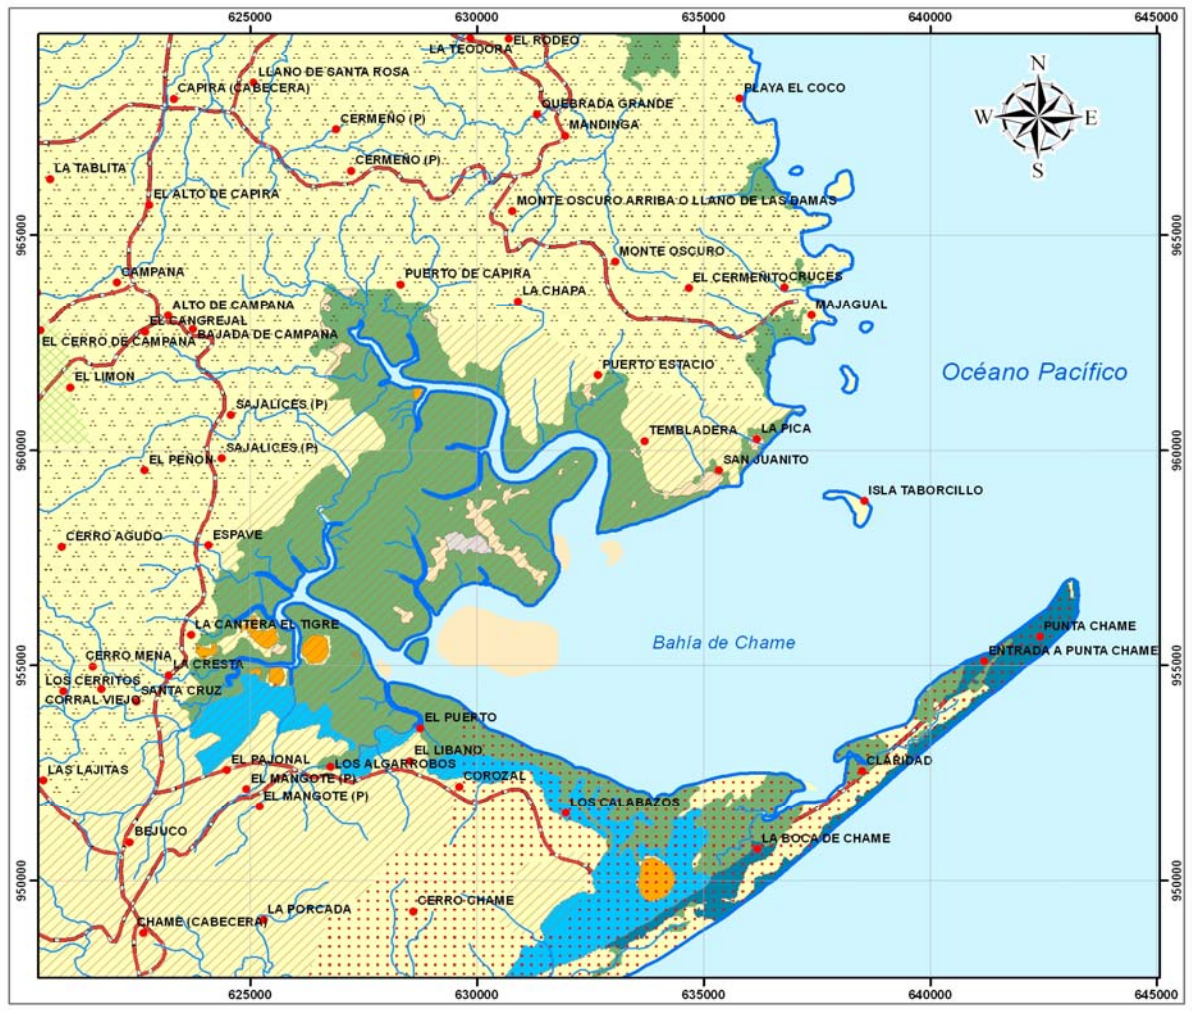 625000 630000 635000 640000 645000
EL RODEO
LA TEODORA
N
LLANO DE SANTA ROSA
CAPIRA (CABECERA)
PLAYA EL COCO
QUEBRADA GRANDE
W E
CERMEÑO (P)
MANDINGA
CERMEÑO (P)
LA TABLITA
S
EL ALTO DE CAPIRA
MONTE OSCURO ARRIBA O LLANO DE LAS DAMAS
965000 965000
MONTE OSCURO
CAMPANA
PUERTO DE CAPIRA
EL CERMEÑITO
CRUCES
LA CHAPA
ALTO DE CAMPANA
MAJAGUAL
EL CANGREJAL
BAJADA DE CAMPANA
EL CERRO DE CAMPANA
PUERTO ESTACIO
Océano Pacífico
EL LIMON
SAJALICES (P)
TEMBLADERA
LA PICA
SAJALICES (P)
960000 960000
EL PEÑON
SAN JUANITO
ISLA TABORCILLO
CERRO AGUDO
ESPAVE
LA CANTERA
EL TIGRE
PUNTA CHAME
Bahía de Chame
ENTRADA A PUNTA CHAME
CERRO MENA
LA CRESTA
955000 955000
LOS CERRITOS
SANTA CRUZ
CORRAL VIEJO
EL PUERTO
EL LIBANO
EL PAJONAL
LOS ALGARROBOS
CLARIDAD
LAS LAJITAS
EL MANGOTE (P)
COROZAL
EL MANGOTE (P)
LOS CALABAZOS
BEJUCO
LA BOCA DE CHAME
950000 950000
CERRO CHAME
LA PORCADA
CHAME (CABECERA)
625000 630000 635000 640000 645000